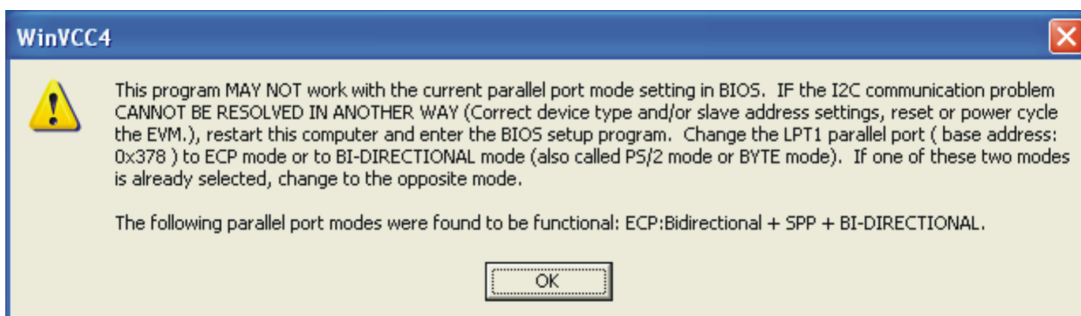 WinVCC4
This program MAY NOT work with the current parallel port mode setting in BIOS.  IF the I2C communication problem
CANNOT BE RESOLVED IN ANOTHER WAY (Correct device type and/or slave address settings, reset or power cycle
the EVM.), restart this computer and enter the BIOS setup program.  Change the LPT1 parallel port ( base address:
0x378 ) to ECP mode or to BI-DIRECTIONAL mode (also called PS/2 mode or BYTE mode).  If one of these two modes
is already selected, change to the opposite mode.
The following parallel port modes were found to be functional: ECP:Bidirectional + SPP + BI-DIRECTIONAL.
OK